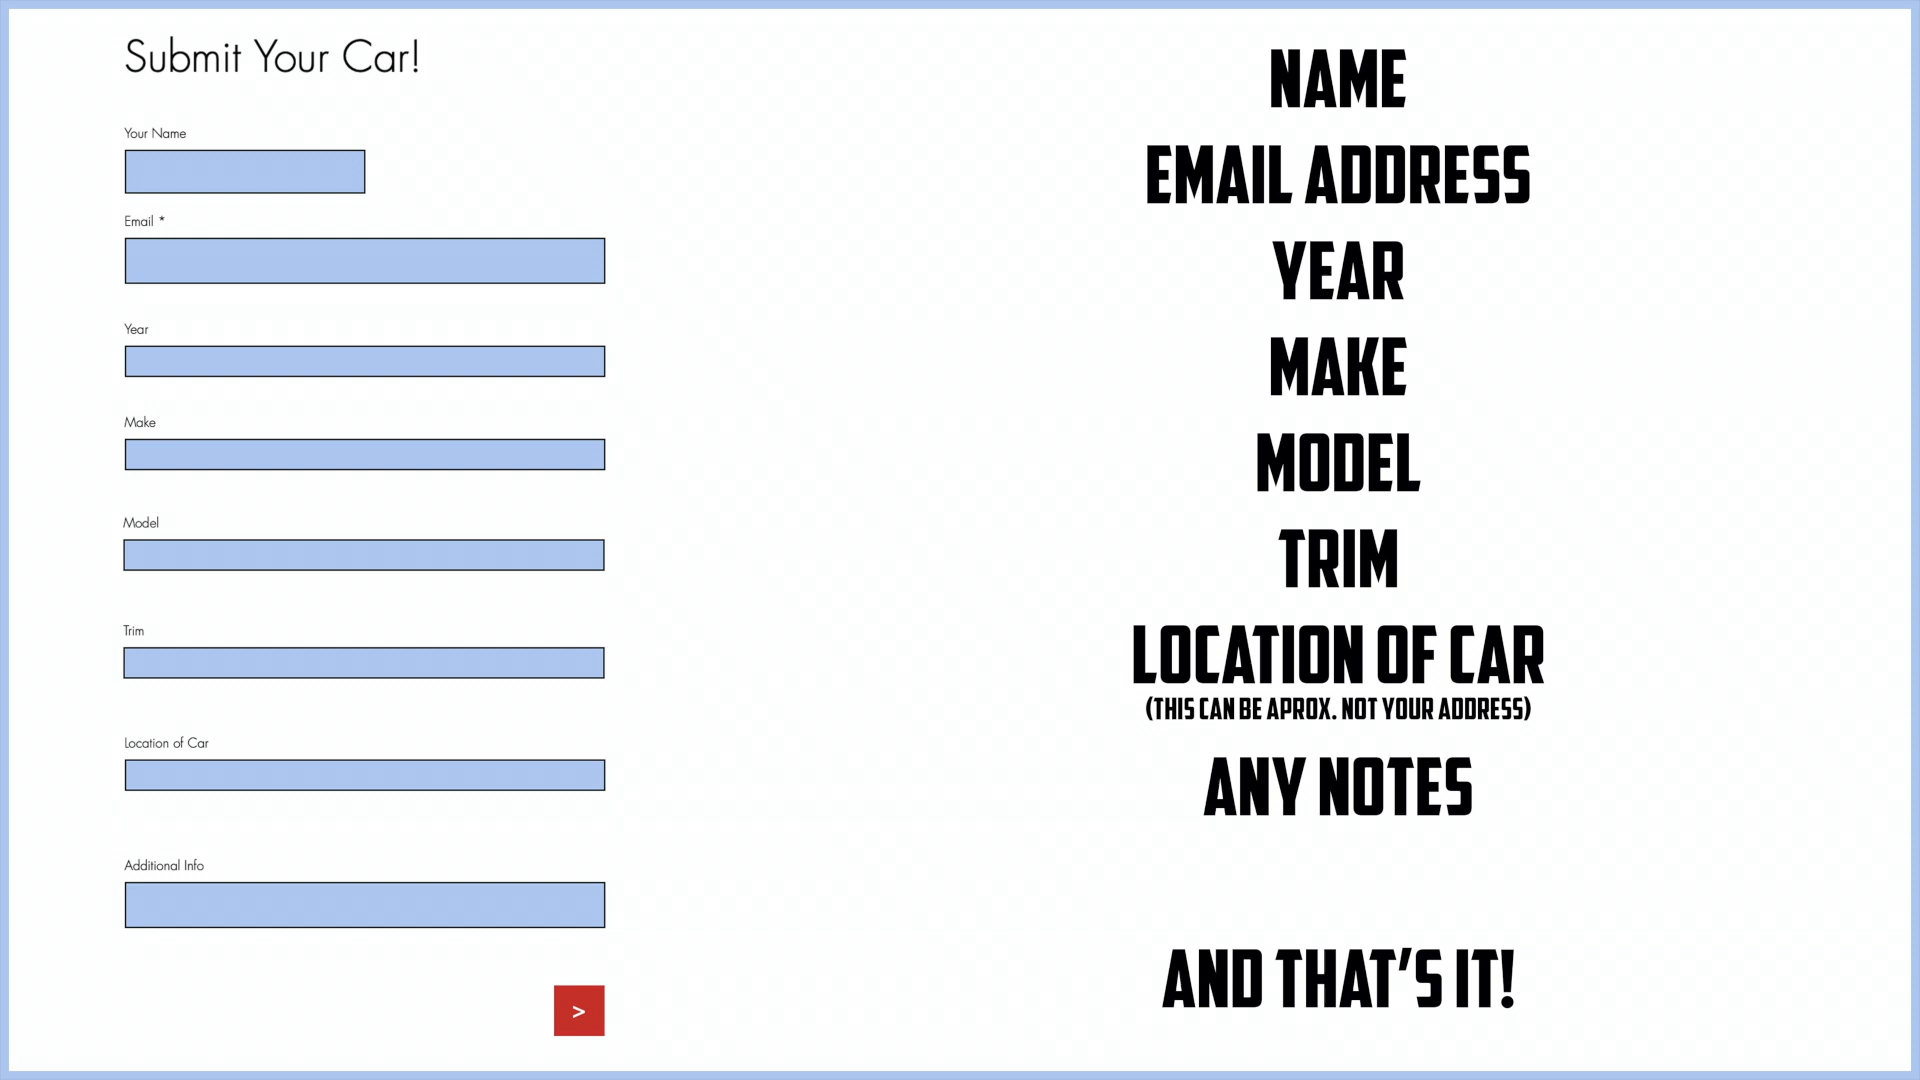 Submit Your Car!
Your Name
Email *
Year
Make
Model
Trim
Location of Car
Additional Info
>
NAME
EMAIL ADDRESS
YEAR
MAKE
MODEL
TRIM
LOCATION OF CAR
(THIS CAN BE APROX. NOT YOUR ADDRESS)
ANY NOTES
AND THAT'S IT!